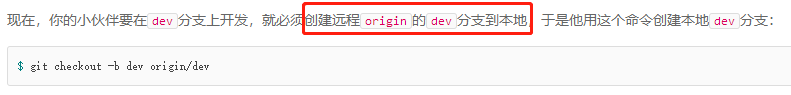 现在，你的小伙伴要在dev分支上开发，就必须创建远程origin的dev分支到本地，于是他用这个命令创建本地dev分支：
$ git checkout -b dev origin/dev